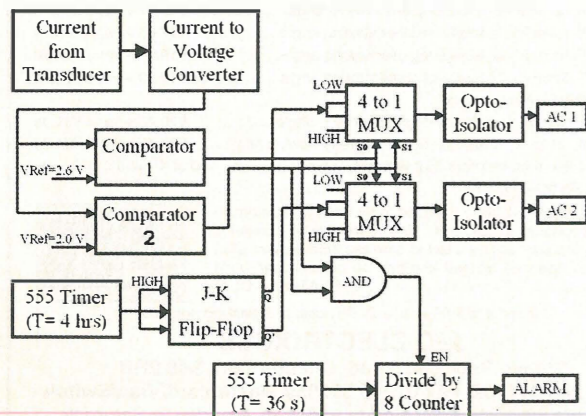 Current
from
Transducer
Current to
Voltage
Converter
LOW
HIGH
4 to 1
MUX
S0
S1
Opto-
Isolator
AC 1
VRef=2.6 V
Comparator
1
VRef=2.0 V
Comparator
2
LOW
HIGH
S0
S1
4 to 1
MUX
Opto-
Isolator
AC 2
555 Timer
(T= 4 hrs)
HIGH
J-K
Flip-Flop
Q
Q'
AND
EN
555 Timer
(T= 36 s)
Divide by
8 Counter
ALARM